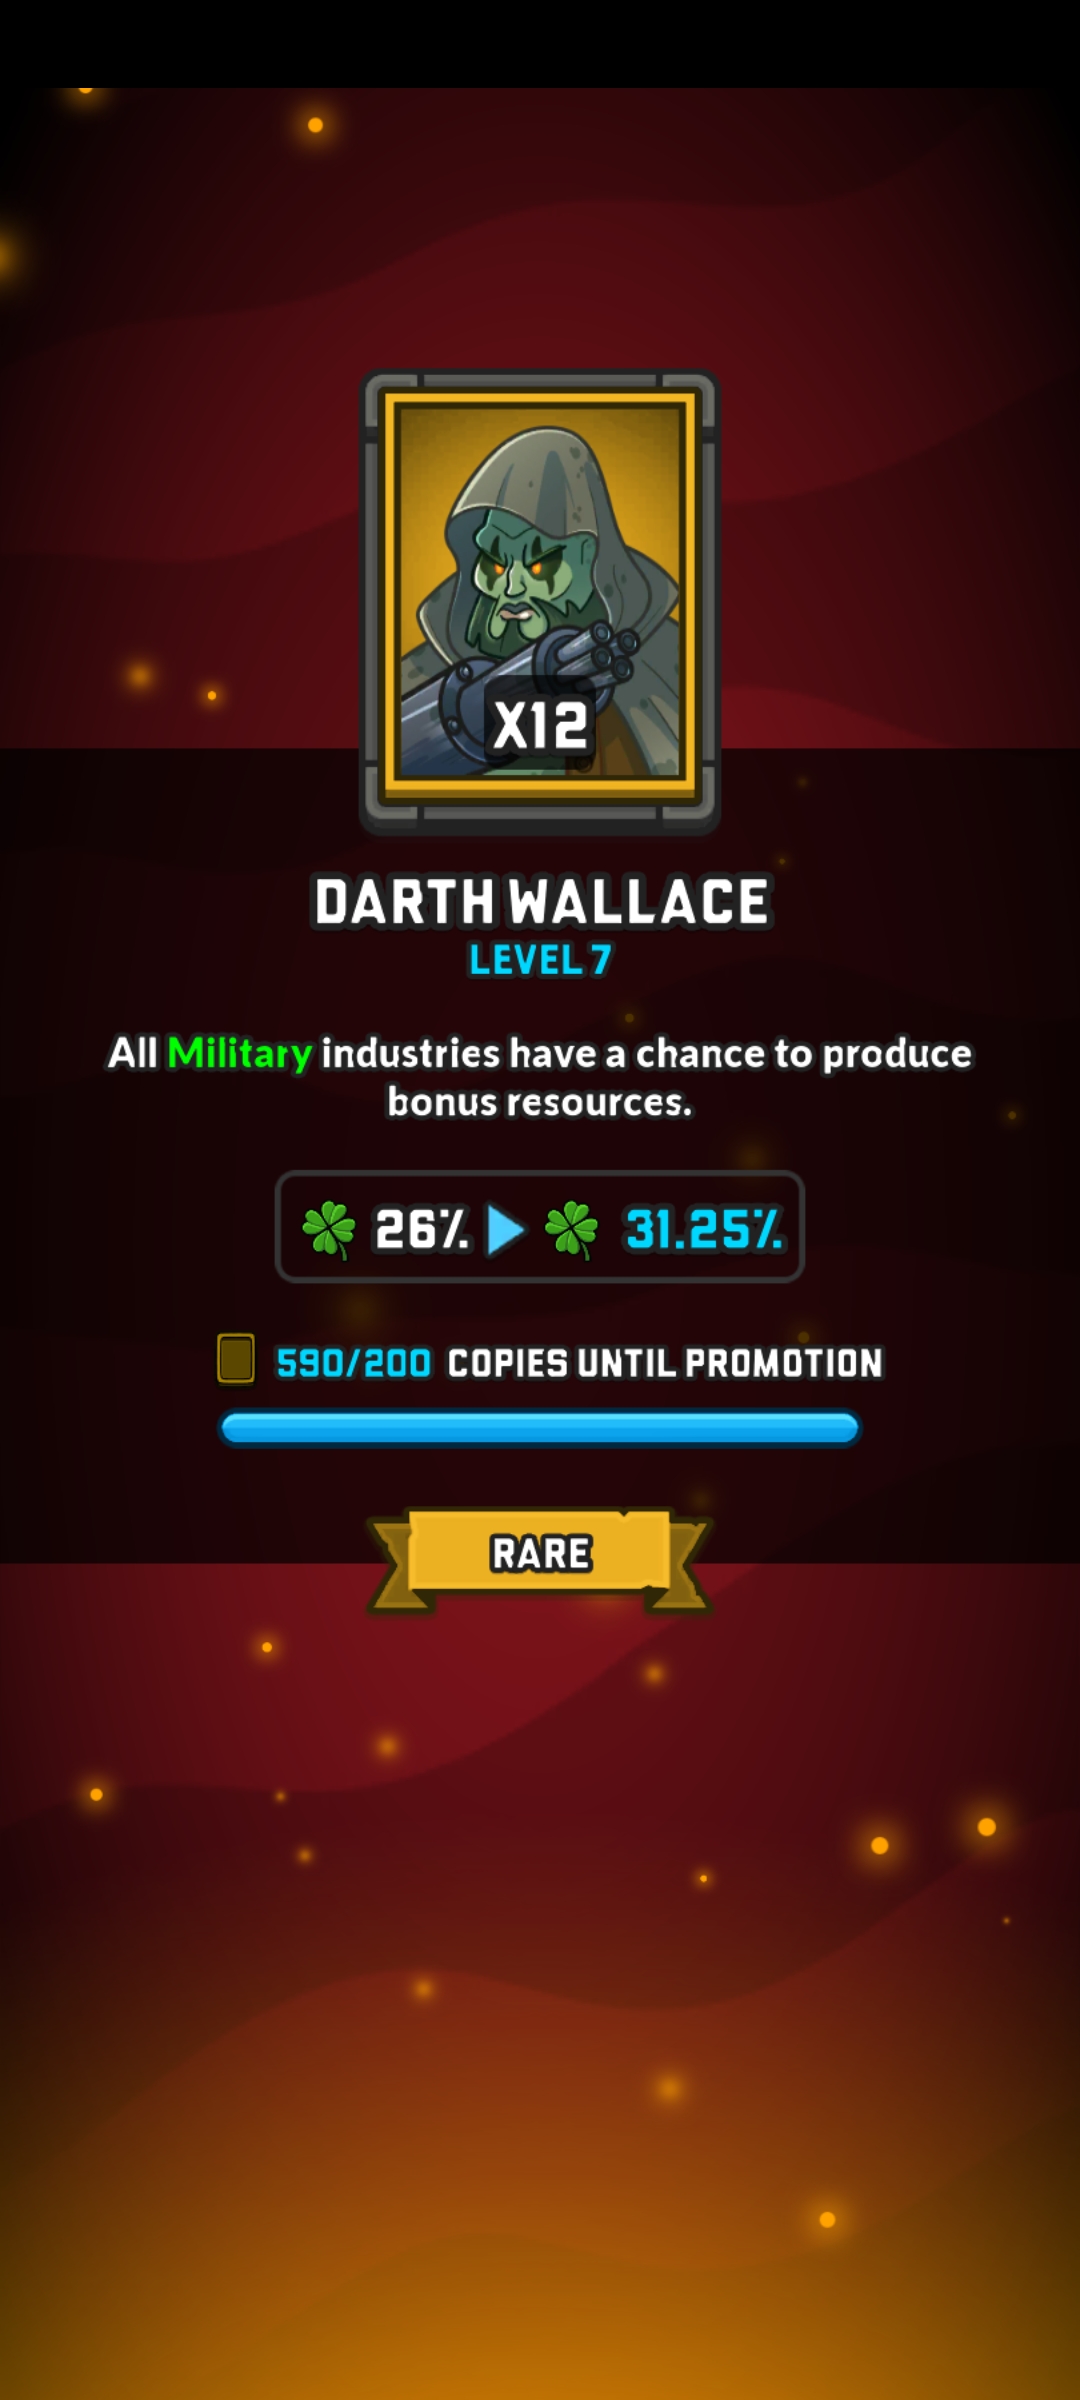 X12
DARTH WALLACE
LEVEL 7
All Military industries have a chance to produce
bonus resources.
26% 31.25%
590/200 COPIES UNTIL PROMOTION
RARE